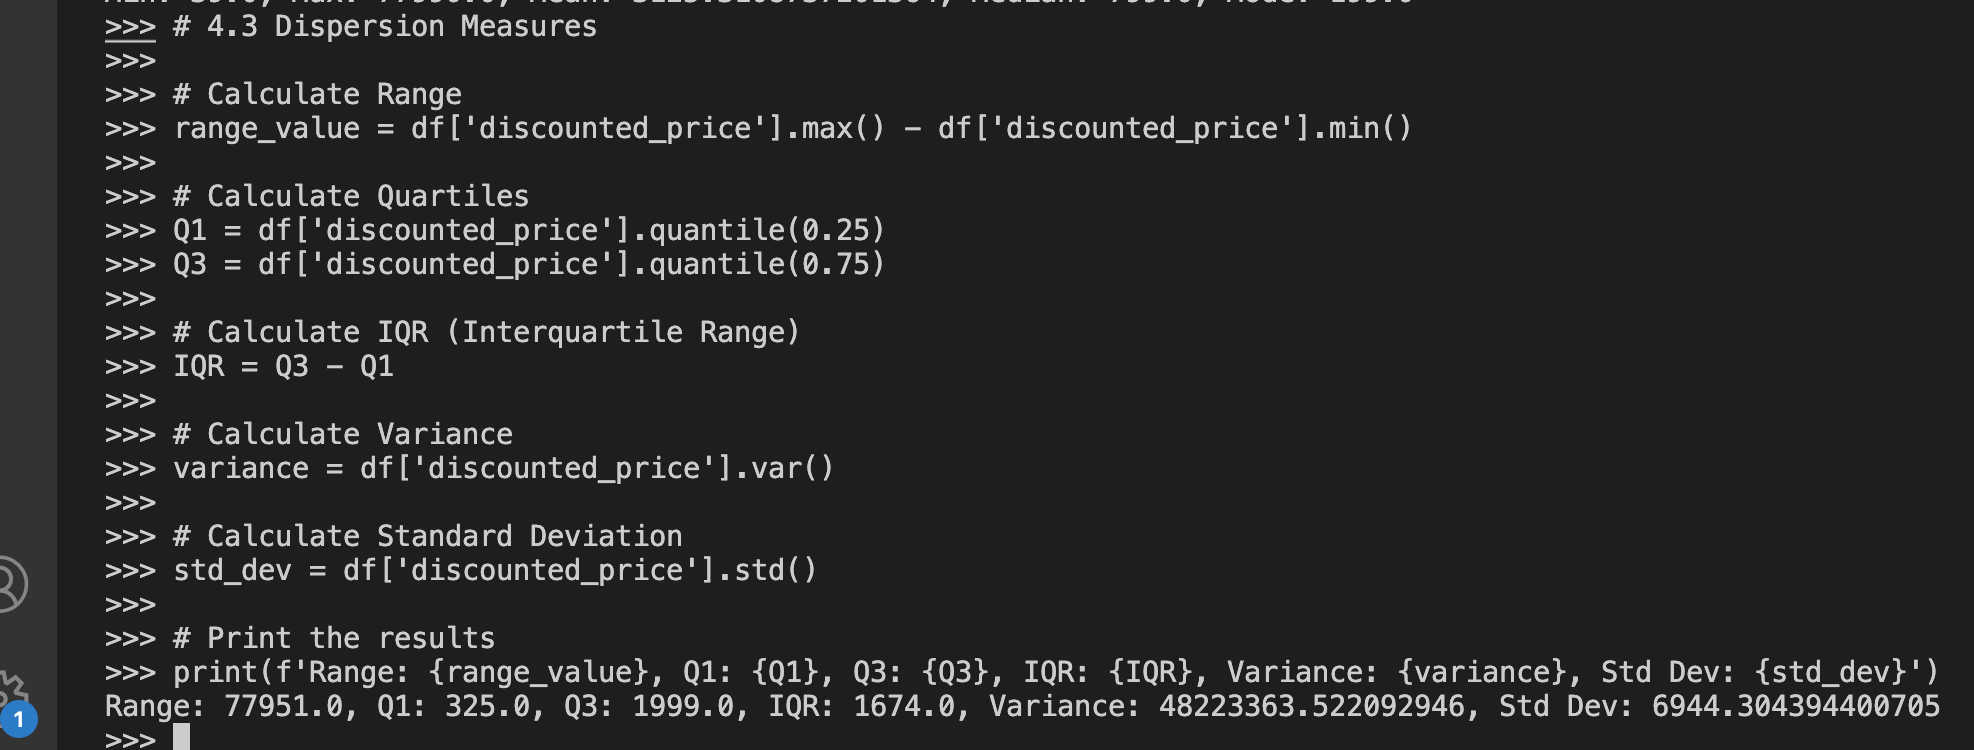 >>> # 4.3 Dispersion Measures
>>>
>>> # Calculate Range
>>> range_value = df['discounted_price'].max() - df['discounted_price'].min()
>>>
>>> # Calculate Quartiles
>>> Q1 = df['discounted_price'].quantile(0.25)
>>> Q3 = df['discounted_price'].quantile(0.75)
>>>
>>> # Calculate IQR (Interquartile Range)
>>> IQR = Q3 - Q1
>>>
>>> # Calculate Variance
>>> variance = df['discounted_price'].var()
>>>
>>> # Calculate Standard Deviation
>>> std_dev = df['discounted_price'].std()
>>>
>>> # Print the results
>>> print(f'Range: {range_value}, Q1: {Q1}, Q3: {Q3}, IQR: {IQR}, Variance: {variance}, Std Dev: {std_dev}')
Range: 77951.0, Q1: 325.0, Q3: 1999.0, IQR: 1674.0, Variance: 48223363.522092946, Std Dev: 6944.304394400705
1
>>>